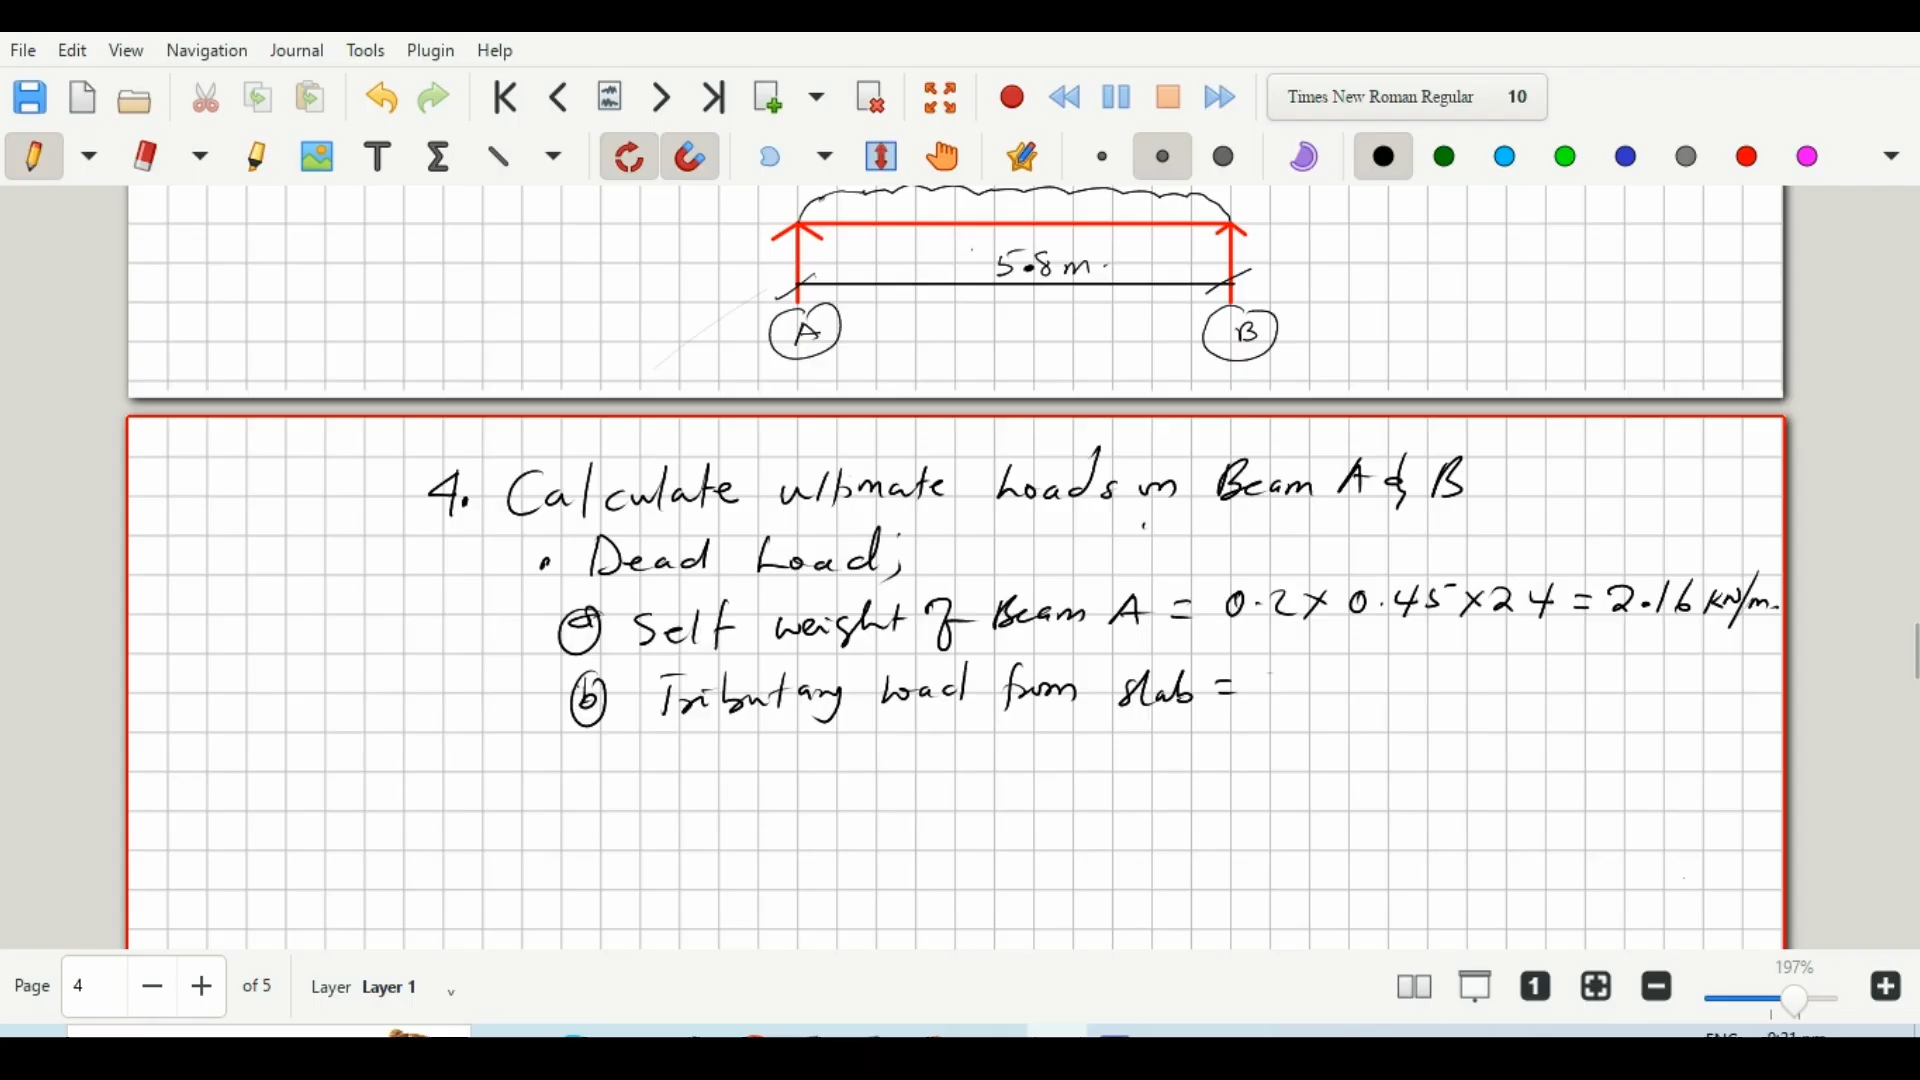 File Edit View Navigation Journal Tools Plugin Help
Times New Roman Regular 10
5.8 m.
A B
4. Calculate ultimate Loads in Beam A & B
• Dead Load;
a Self weight of Beam A = 0.2 x 0.45 x 24 = 2.16 KN/m.
b Tributary Load from slab =
197%
Page 4 of 5 Layer Layer 1